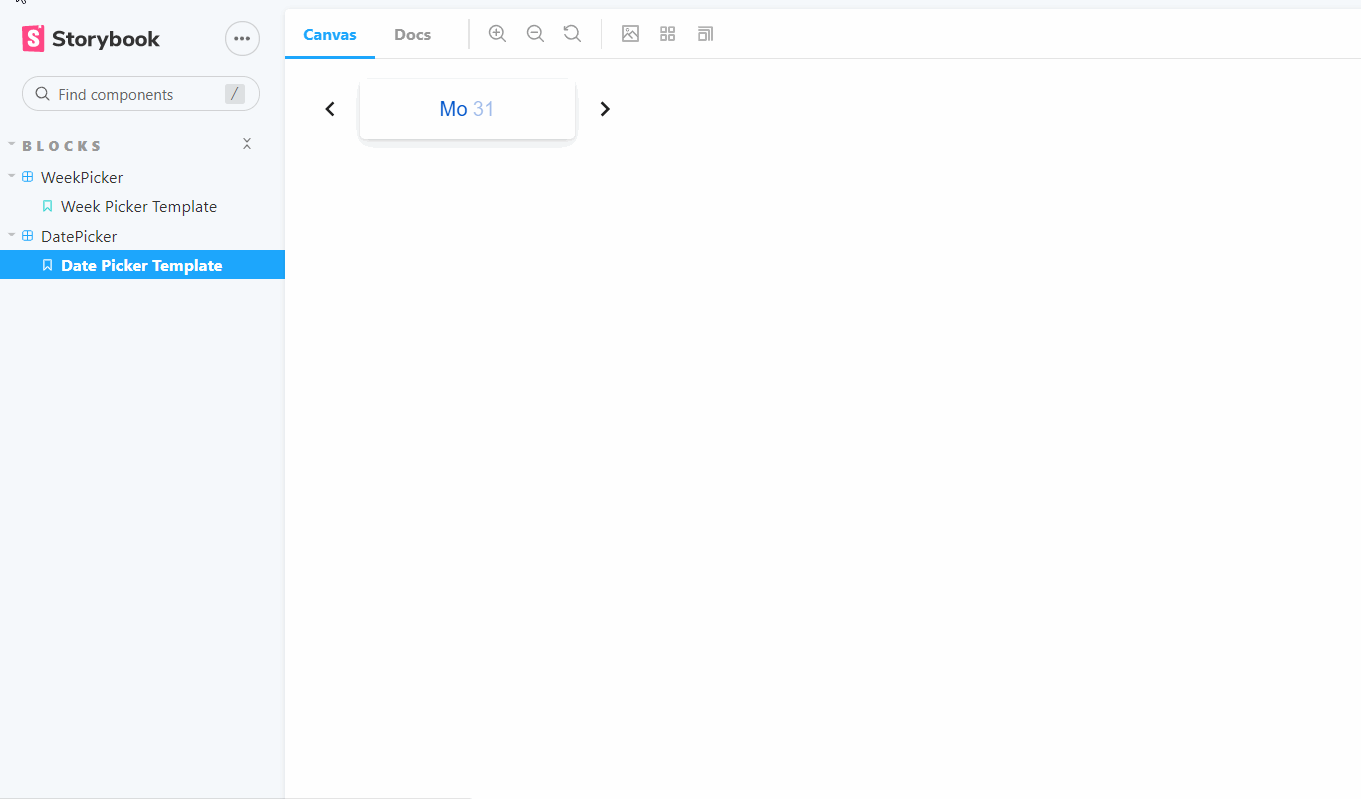 Storybook
Find components /
BLOCKS
WeekPicker
Week Picker Template
DatePicker
Date Picker Template
Canvas Docs
Mo 31